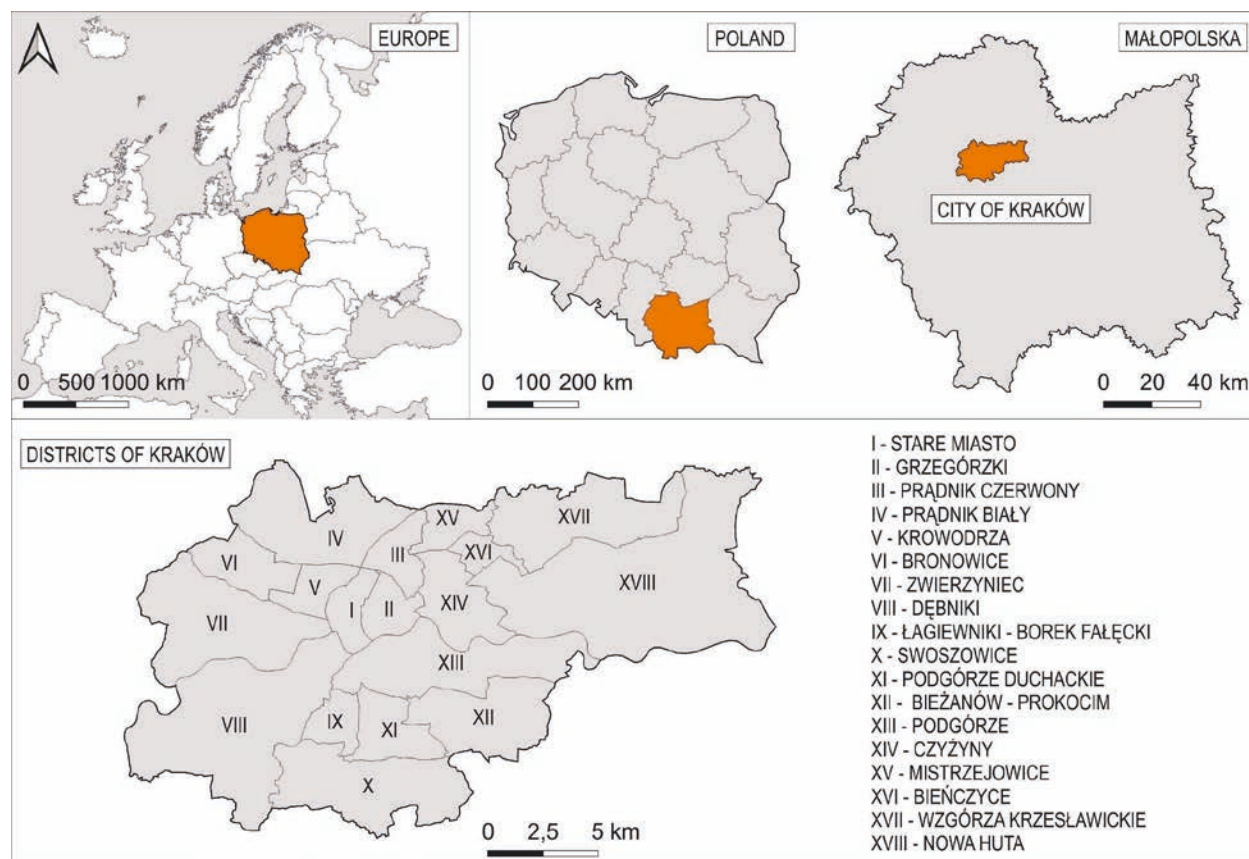 EUROPE
0 500 1000 km
POLAND
0 100 200 km
MAŁOPOLSKA
CITY OF KRAKÓW
0 20 40 km
DISTRICTS OF KRAKÓW
XV
XVII
IV
III
XVI
VI
XVIII
V
I
II
XIV
VII
XIII
VIII
IX
XI
XII
X
0 2,5 5 km
I - STARE MIASTO
II - GRZEGÓRZKI
III - PRĄDNIK CZERWONY
IV - PRĄDNIK BIAŁY
V - KROWODRZA
VI - BRONOWICE
VII - ZWIERZYNIEC
VIII - DĘBNIKI
IX - ŁAGIEWNIKI - BOREK FAŁĘCKI
X - SWOSZOWICE
XI - PODGÓRZE DUCHACKIE
XII - BIEŻANÓW - PROKOCIM
XIII - PODGÓRZE
XIV - CZYŻYNY
XV - MISTRZEJOWICE
XVI - BIEŃCZYCE
XVII - WZGÓRZA KRZESŁAWICKIE
XVIII - NOWA HUTA